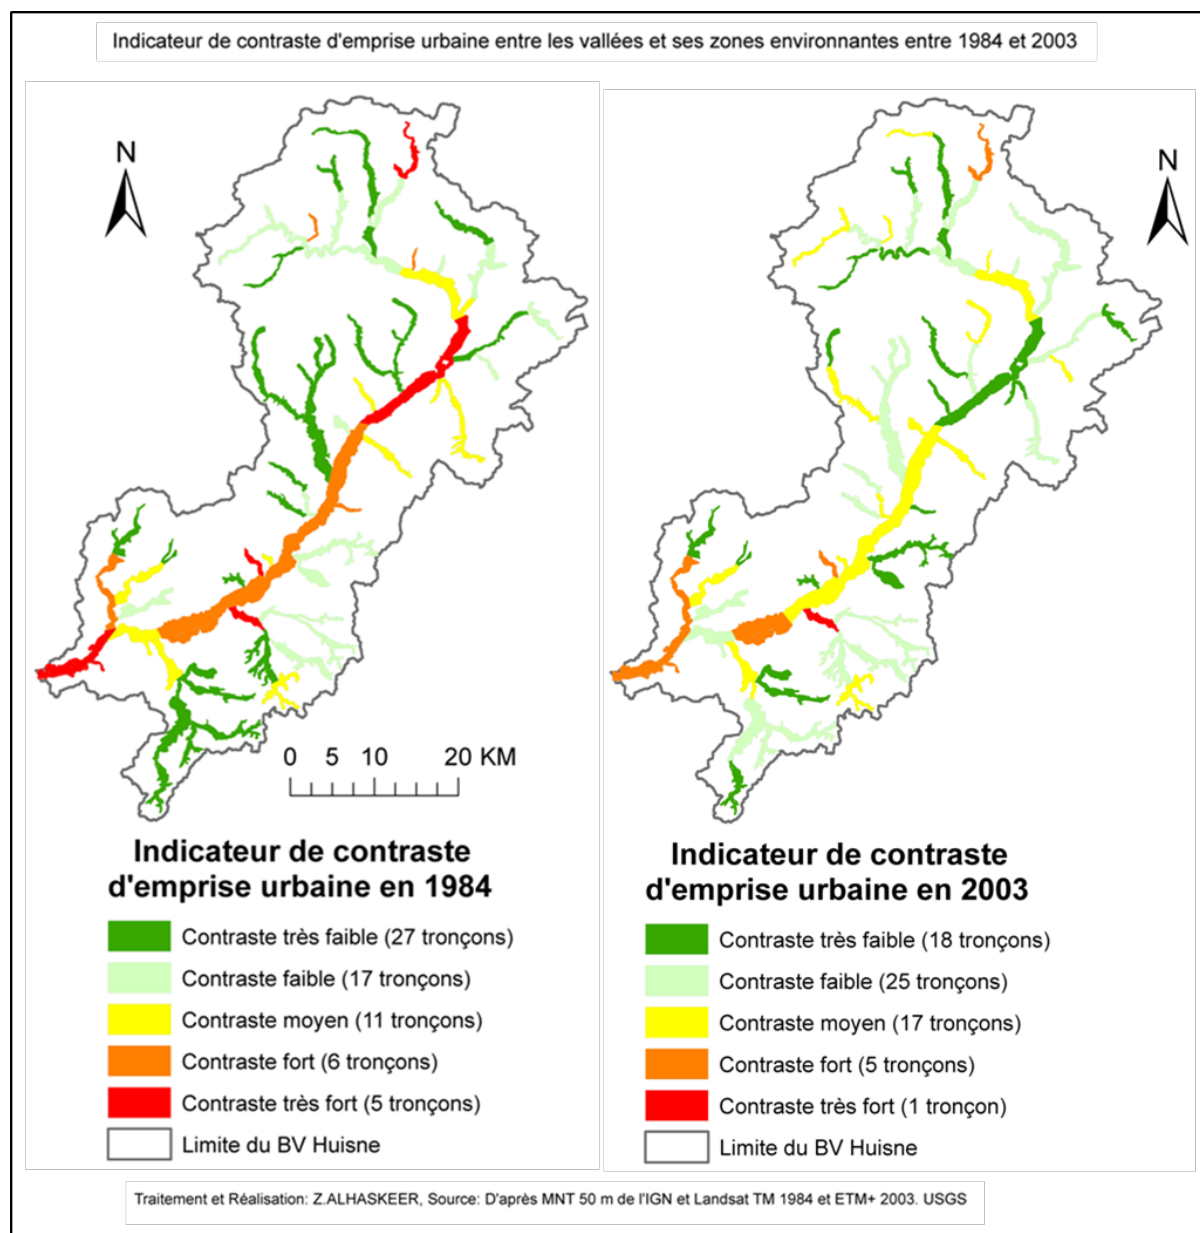 Indicateur de contraste d'emprise urbaine entre les vallées et ses zones environnantes entre 1984 et 2003
N
0 5 10 20 KM
Indicateur de contraste
d'emprise urbaine en 1984
Contraste très faible (27 tronçons)
Contraste faible (17 tronçons)
Contraste moyen (11 tronçons)
Contraste fort (6 tronçons)
Contraste très fort (5 tronçons)
Limite du BV Huisne
N
Indicateur de contraste
d'emprise urbaine en 2003
Contraste très faible (18 tronçons)
Contraste faible (25 tronçons)
Contraste moyen (17 tronçons)
Contraste fort (5 tronçons)
Contraste très fort (1 tronçon)
Limite du BV Huisne
Traitement et Réalisation: Z.ALHASKEER, Source: D'après MNT 50 m de l'IGN et Landsat TM 1984 et ETM+ 2003. USGS